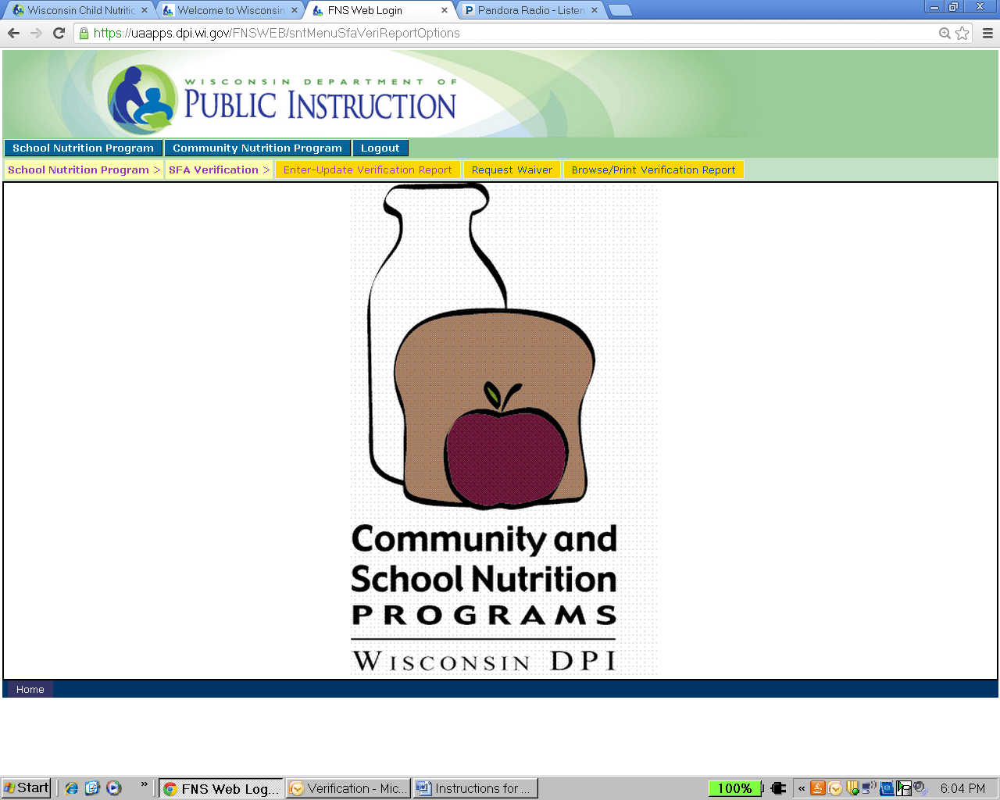 Wisconsin Child Nutritic
Welcome to Wisconsin
FNS Web Login
Pandora Radio - Listen
https://uaapps.dpi.wi.gov/FNSWEB/sntMenuSfaVeriReportOptions
WISCONSIN DEPARTMENT OF
PUBLIC INSTRUCTION
School Nutrition Program
Community Nutrition Program
Logout
School Nutrition Program >
SFA Verification >
Enter-Update Verification Report
Request Waiver
Browse/Print Verification Report
Community and
School Nutrition
PROGRAMS
WISCONSIN DPI
Home
Start
»
FNS Web Log...
Verification - Mic...
Instructions for ...
100%
«
6:04 PM